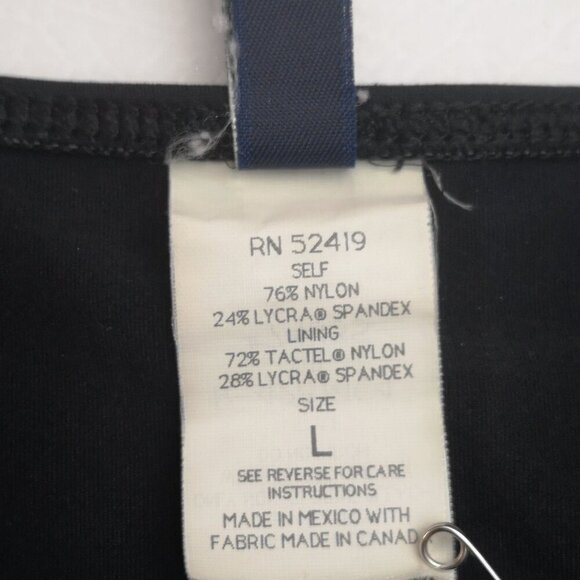 RN 52419
SELF
76% NYLON
24% LYCRA® SPANDEX
LINING
72% TACTEL® NYLON
28% LYCRA® SPANDEX
SIZE
L
SEE REVERSE FOR CARE
INSTRUCTIONS
MADE IN MEXICO WITH
FABRIC MADE IN CANAD